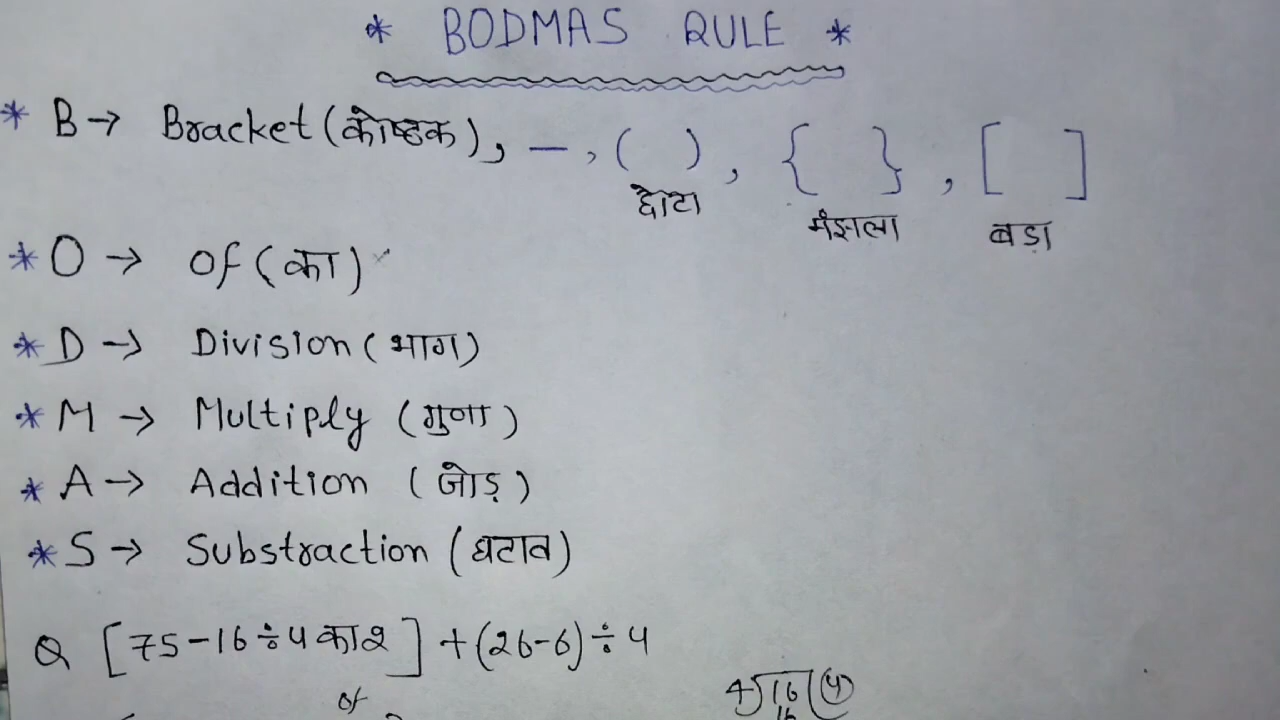 * BODMAS RULE *
* B → Bracket (कोष्ठक), —, ( ), { }, [ ]
छोटा मंझला बड़ा
* O → of (का)
* D → Division (भाग)
* M → Multiply (गुणा)
* A → Addition (जोड़)
* S → Substraction (घटाव)
Q [75-16÷4 का 2] + (26-6) ÷ 4
of
4)16(4
16